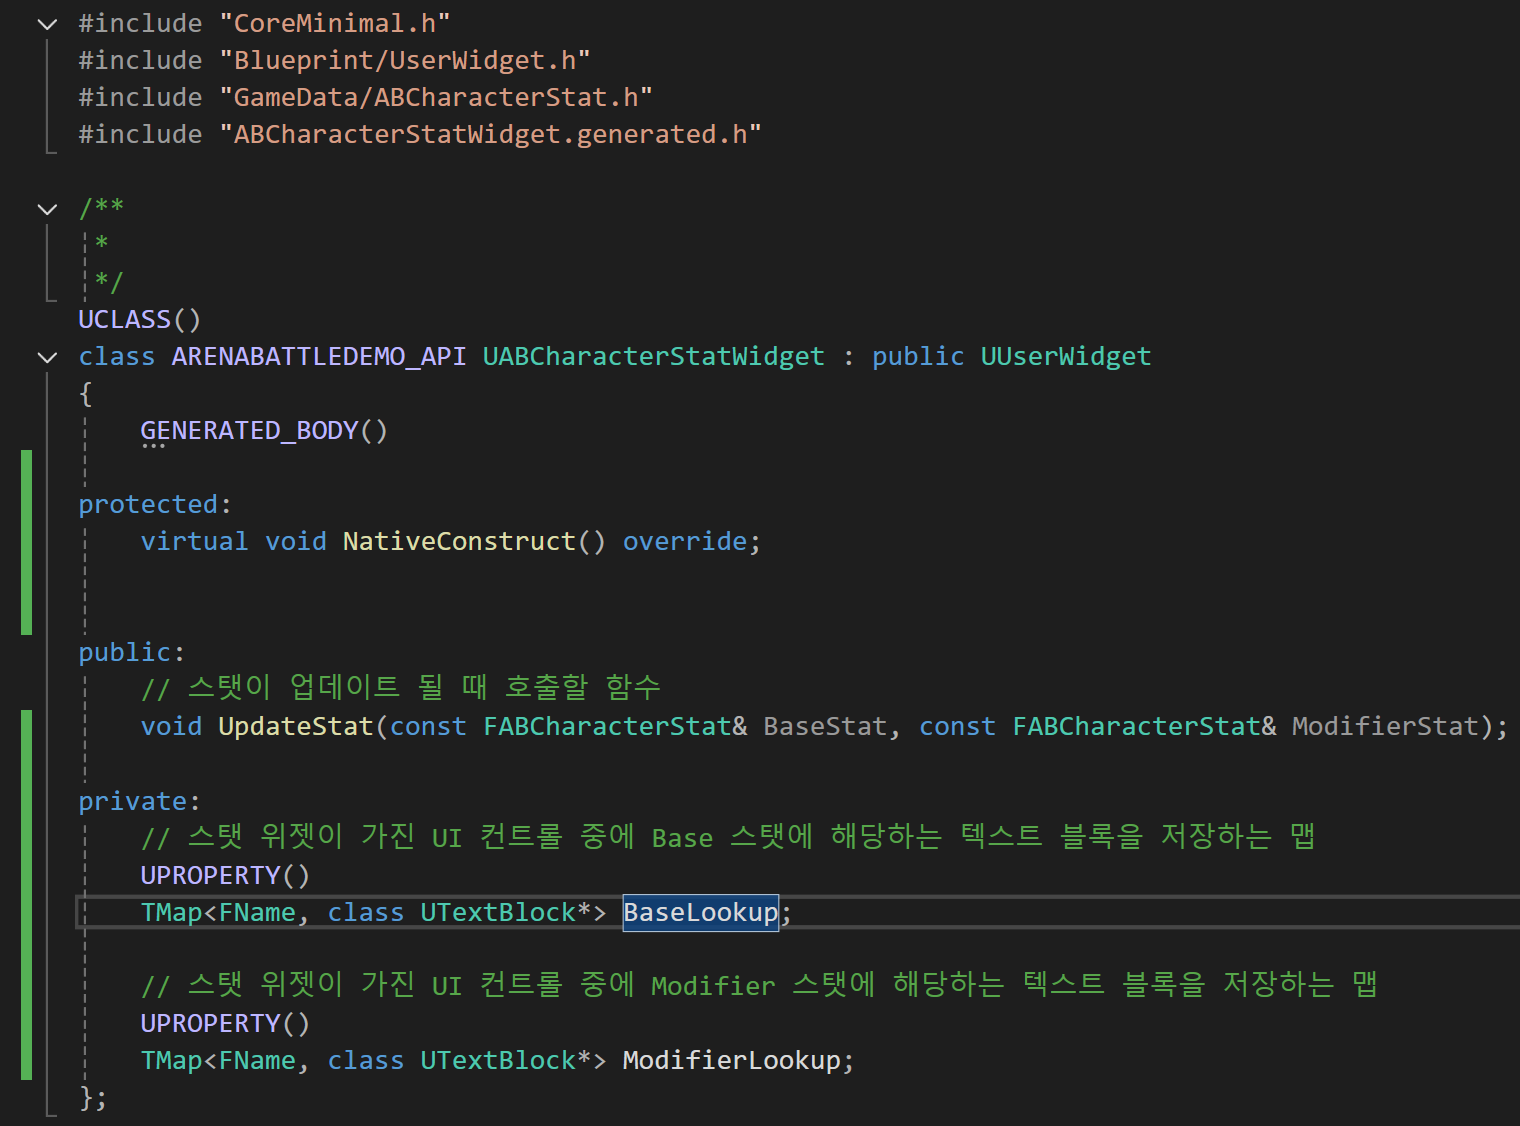 #include "CoreMinimal.h"
#include "Blueprint/UserWidget.h"
#include "GameData/ABCharacterStat.h"
#include "ABCharacterStatWidget.generated.h"
/**
 *
 */
UCLASS()
class ARENABATTLEDEMO_API UABCharacterStatWidget : public UUserWidget
{
    GENERATED_BODY()
protected:
    virtual void NativeConstruct() override;
public:
    // 스탯이 업데이트 될 때 호출할 함수
    void UpdateStat(const FABCharacterStat& BaseStat, const FABCharacterStat& ModifierStat);
private:
    // 스탯 위젯이 가진 UI 컨트롤 중에 Base 스탯에 해당하는 텍스트 블록을 저장하는 맵
    UPROPERTY()
    TMap<FName, class UTextBlock*> BaseLookup;
    // 스탯 위젯이 가진 UI 컨트롤 중에 Modifier 스탯에 해당하는 텍스트 블록을 저장하는 맵
    UPROPERTY()
    TMap<FName, class UTextBlock*> ModifierLookup;
};